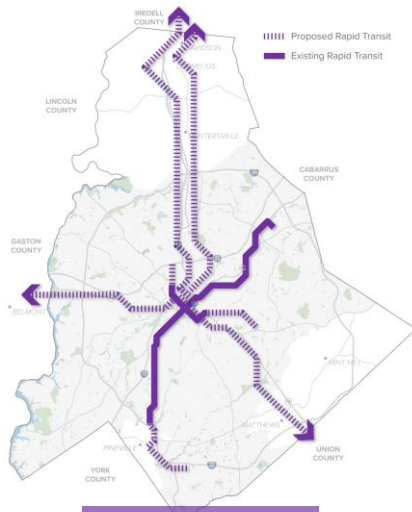 IREDELL
COUNTY
DAVIDSON
Proposed Rapid Transit
Existing Rapid Transit
LINCOLN
COUNTY
HUNTERSVILLE
CABARRUS
COUNTY
GASTON
COUNTY
BELMONT
MINT HILL
MATTHEWS
PINEVILLE
UNION
COUNTY
YORK
COUNTY